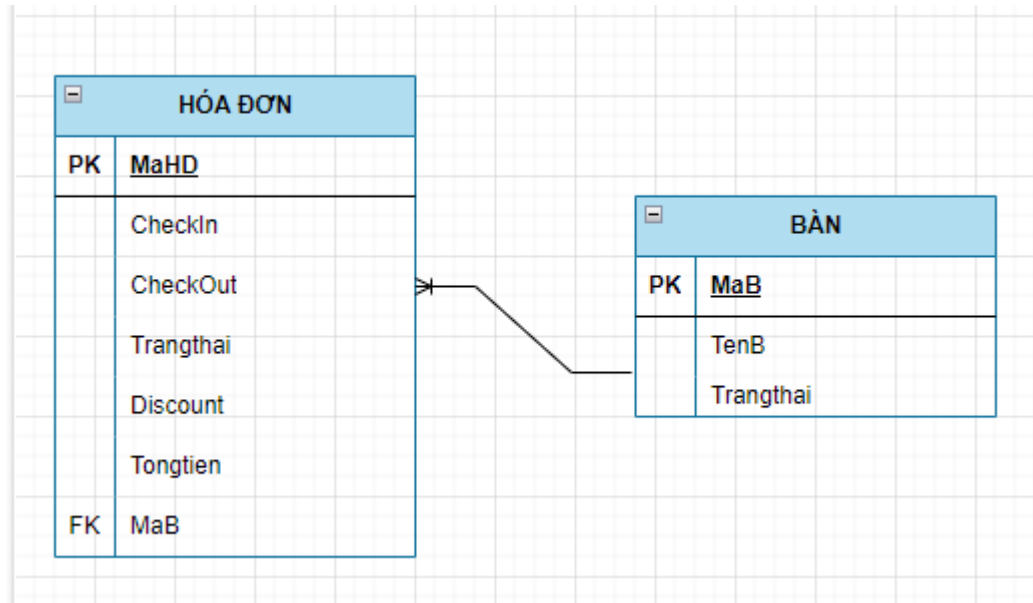 HÓA ĐƠN
PK MaHD
CheckIn
CheckOut
Trangthai
Discount
Tongtien
FK MaB
BÀN
PK MaB
TenB
Trangthai